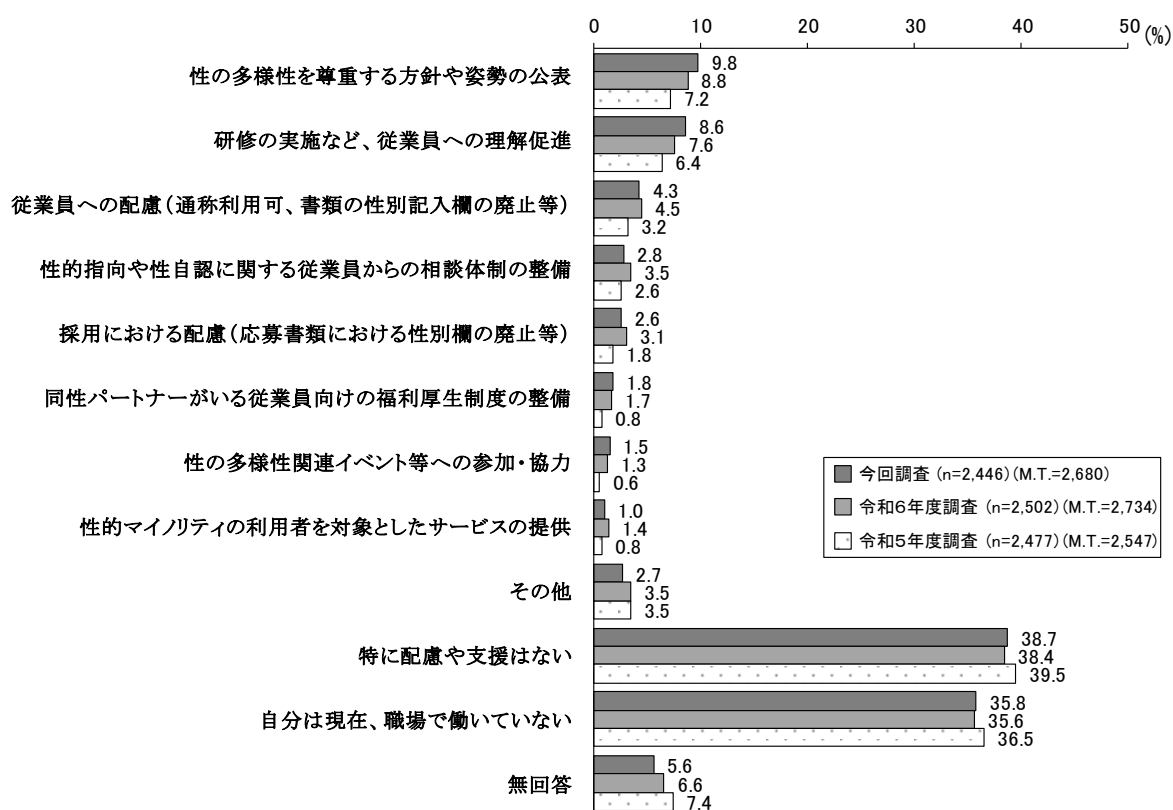 0 10 20 30 40 50 (%)
性の多様性を尊重する方針や姿勢の公表
9.8
8.8
7.2
研修の実施など、従業員への理解促進
8.6
7.6
6.4
従業員への配慮(通称利用可、書類の性別記入欄の廃止等)
4.3
4.5
3.2
性的指向や性自認に関する従業員からの相談体制の整備
2.8
3.5
2.6
採用における配慮(応募書類における性別欄の廃止等)
2.6
3.1
1.8
同性パートナーがいる従業員向けの福利厚生制度の整備
1.8
1.7
0.8
性の多様性関連イベント等への参加・協力
1.5
1.3
0.6
性的マイノリティの利用者を対象としたサービスの提供
1.0
1.4
0.8
その他
2.7
3.5
3.5
特に配慮や支援はない
38.7
38.4
39.5
自分は現在、職場で働いていない
35.8
35.6
36.5
無回答
5.6
6.6
7.4
今回調査 (n=2,446)(M.T.=2,680)
令和6年度調査 (n=2,502)(M.T.=2,734)
令和5年度調査 (n=2,477)(M.T.=2,547)